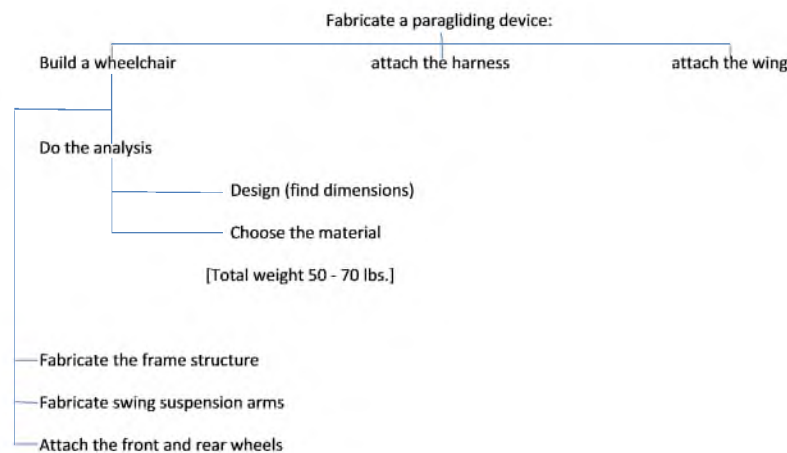 Fabricate a paragliding device:
Build a wheelchair
attach the harness
attach the wing
Do the analysis
Design (find dimensions)
Choose the material
[Total weight 50 - 70 lbs.]
Fabricate the frame structure
Fabricate swing suspension arms
Attach the front and rear wheels